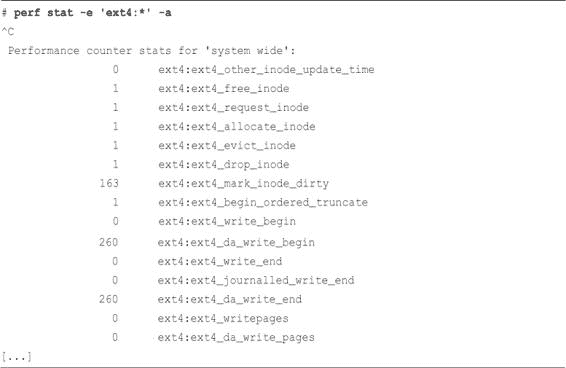 # perf stat -e 'ext4:*' -a
^C
Performance counter stats for 'system wide':
0 ext4:ext4_other_inode_update_time
1 ext4:ext4_free_inode
1 ext4:ext4_request_inode
1 ext4:ext4_allocate_inode
1 ext4:ext4_evict_inode
1 ext4:ext4_drop_inode
163 ext4:ext4_mark_inode_dirty
1 ext4:ext4_begin_ordered_truncate
0 ext4:ext4_write_begin
260 ext4:ext4_da_write_begin
0 ext4:ext4_write_end
0 ext4:ext4_journalled_write_end
260 ext4:ext4_da_write_end
0 ext4:ext4_writepages
0 ext4:ext4_da_write_pages
[...]